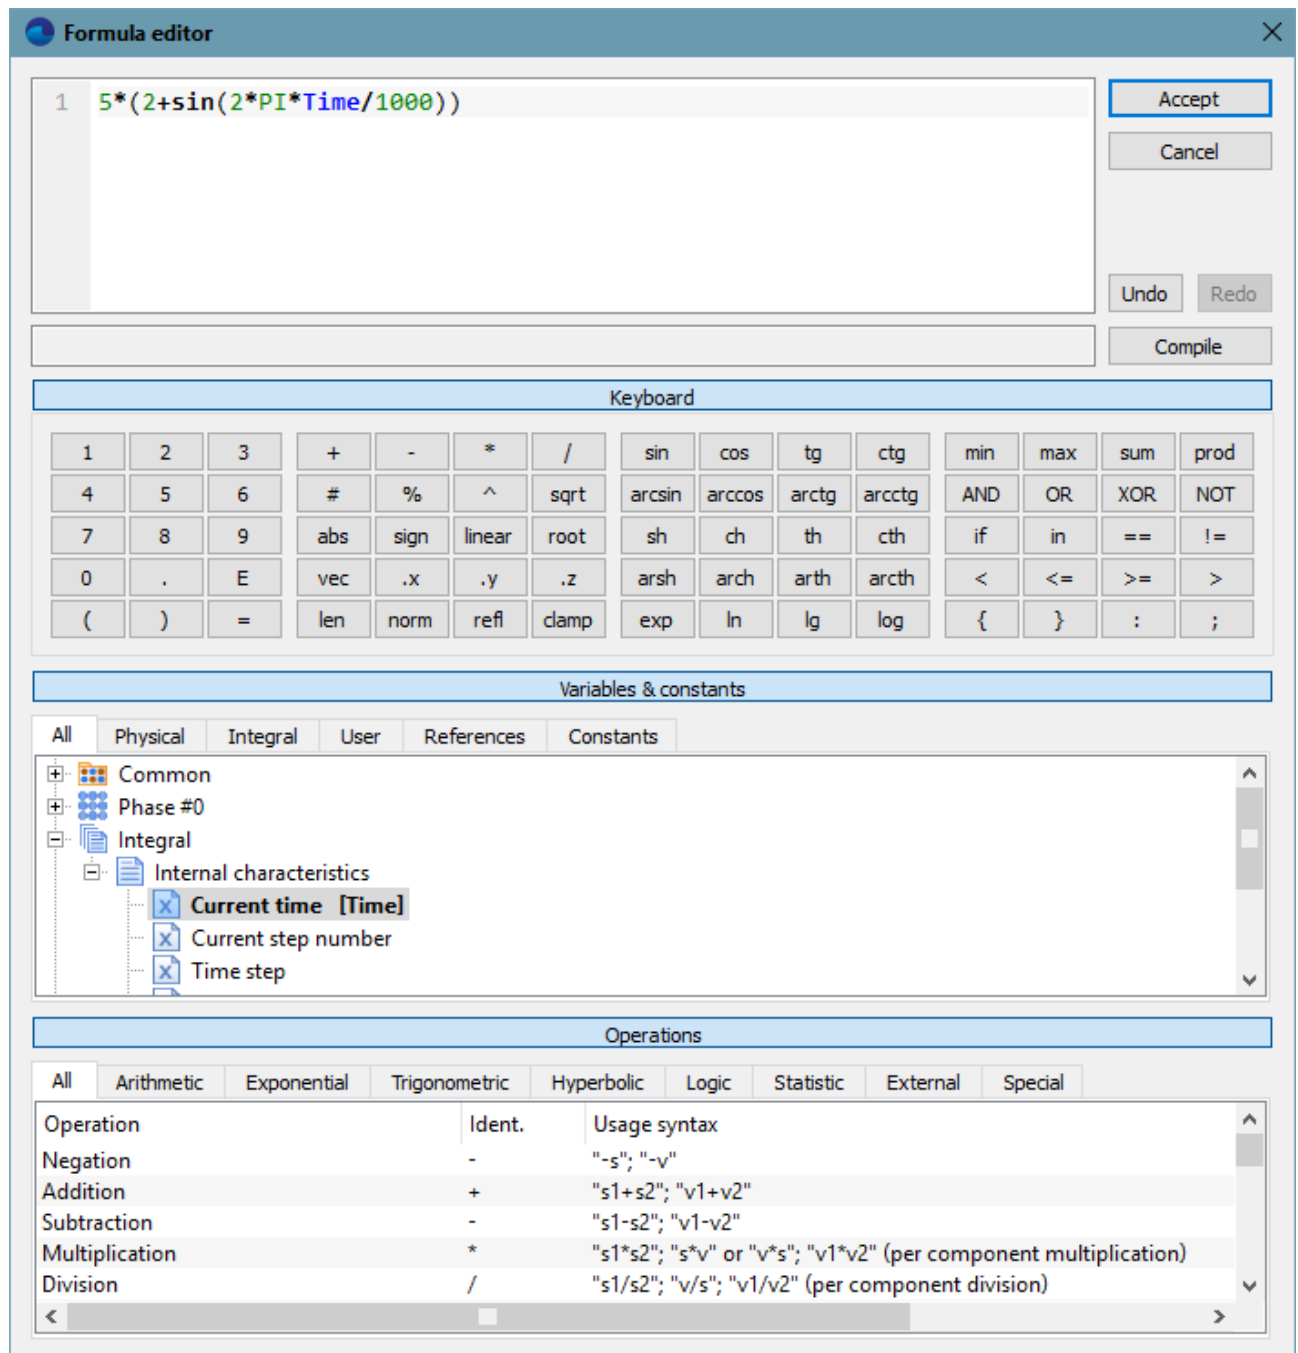 Formula editor
1 5*(2+sin(2*PI*Time/1000))
Accept
Cancel
Undo Redo
Compile
Keyboard
1 2 3 + - * / sin cos tg ctg min max sum prod
4 5 6 # % ^ sqrt arcsin arccos arctg arcctg AND OR XOR NOT
7 8 9 abs sign linear root sh ch th cth if in == !=
0 . E vec .x .y .z arsh arch arth arcth < <= >= >
( ) = len norm refl clamp exp ln lg log { } : ;
Variables & constants
All Physical Integral User References Constants
Common
Phase #0
Integral
Internal characteristics
Current time [Time]
Current step number
Time step
Operations
All Arithmetic Exponential Trigonometric Hyperbolic Logic Statistic External Special
Operation Ident. Usage syntax
Negation - "-s"; "-v"
Addition + "s1+s2"; "v1+v2"
Subtraction - "s1-s2"; "v1-v2"
Multiplication * "s1*s2"; "s*v" or "v*s"; "v1*v2" (per component multiplication)
Division / "s1/s2"; "v/s"; "v1/v2" (per component division)